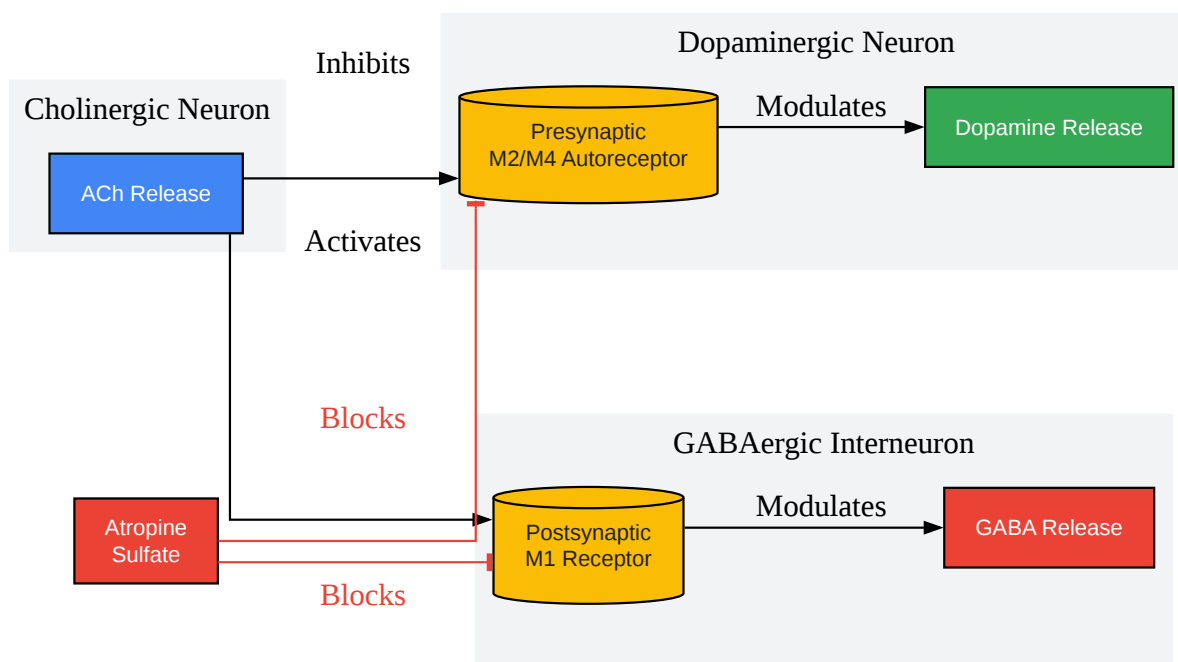 Dopaminergic Neuron
Inhibits
Cholinergic Neuron
Modulates
Presynaptic
M2/M4 Autoreceptor
Dopamine Release
ACh Release
Activates
Blocks
GABAergic Interneuron
Modulates
Atropine
Sulfate
Postsynaptic
M1 Receptor
GABA Release
Blocks